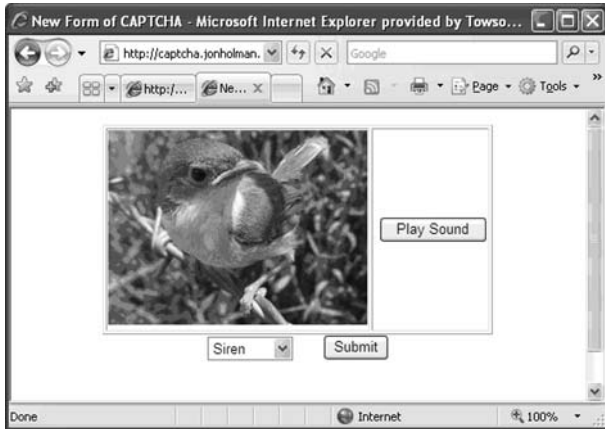 New Form of CAPTCHA - Microsoft Internet Explorer provided by Towso...
http://captcha.jonholman.
Google
http:/...
Ne...
Page
Tools
Play Sound
Siren
Submit
Done
Internet
100%